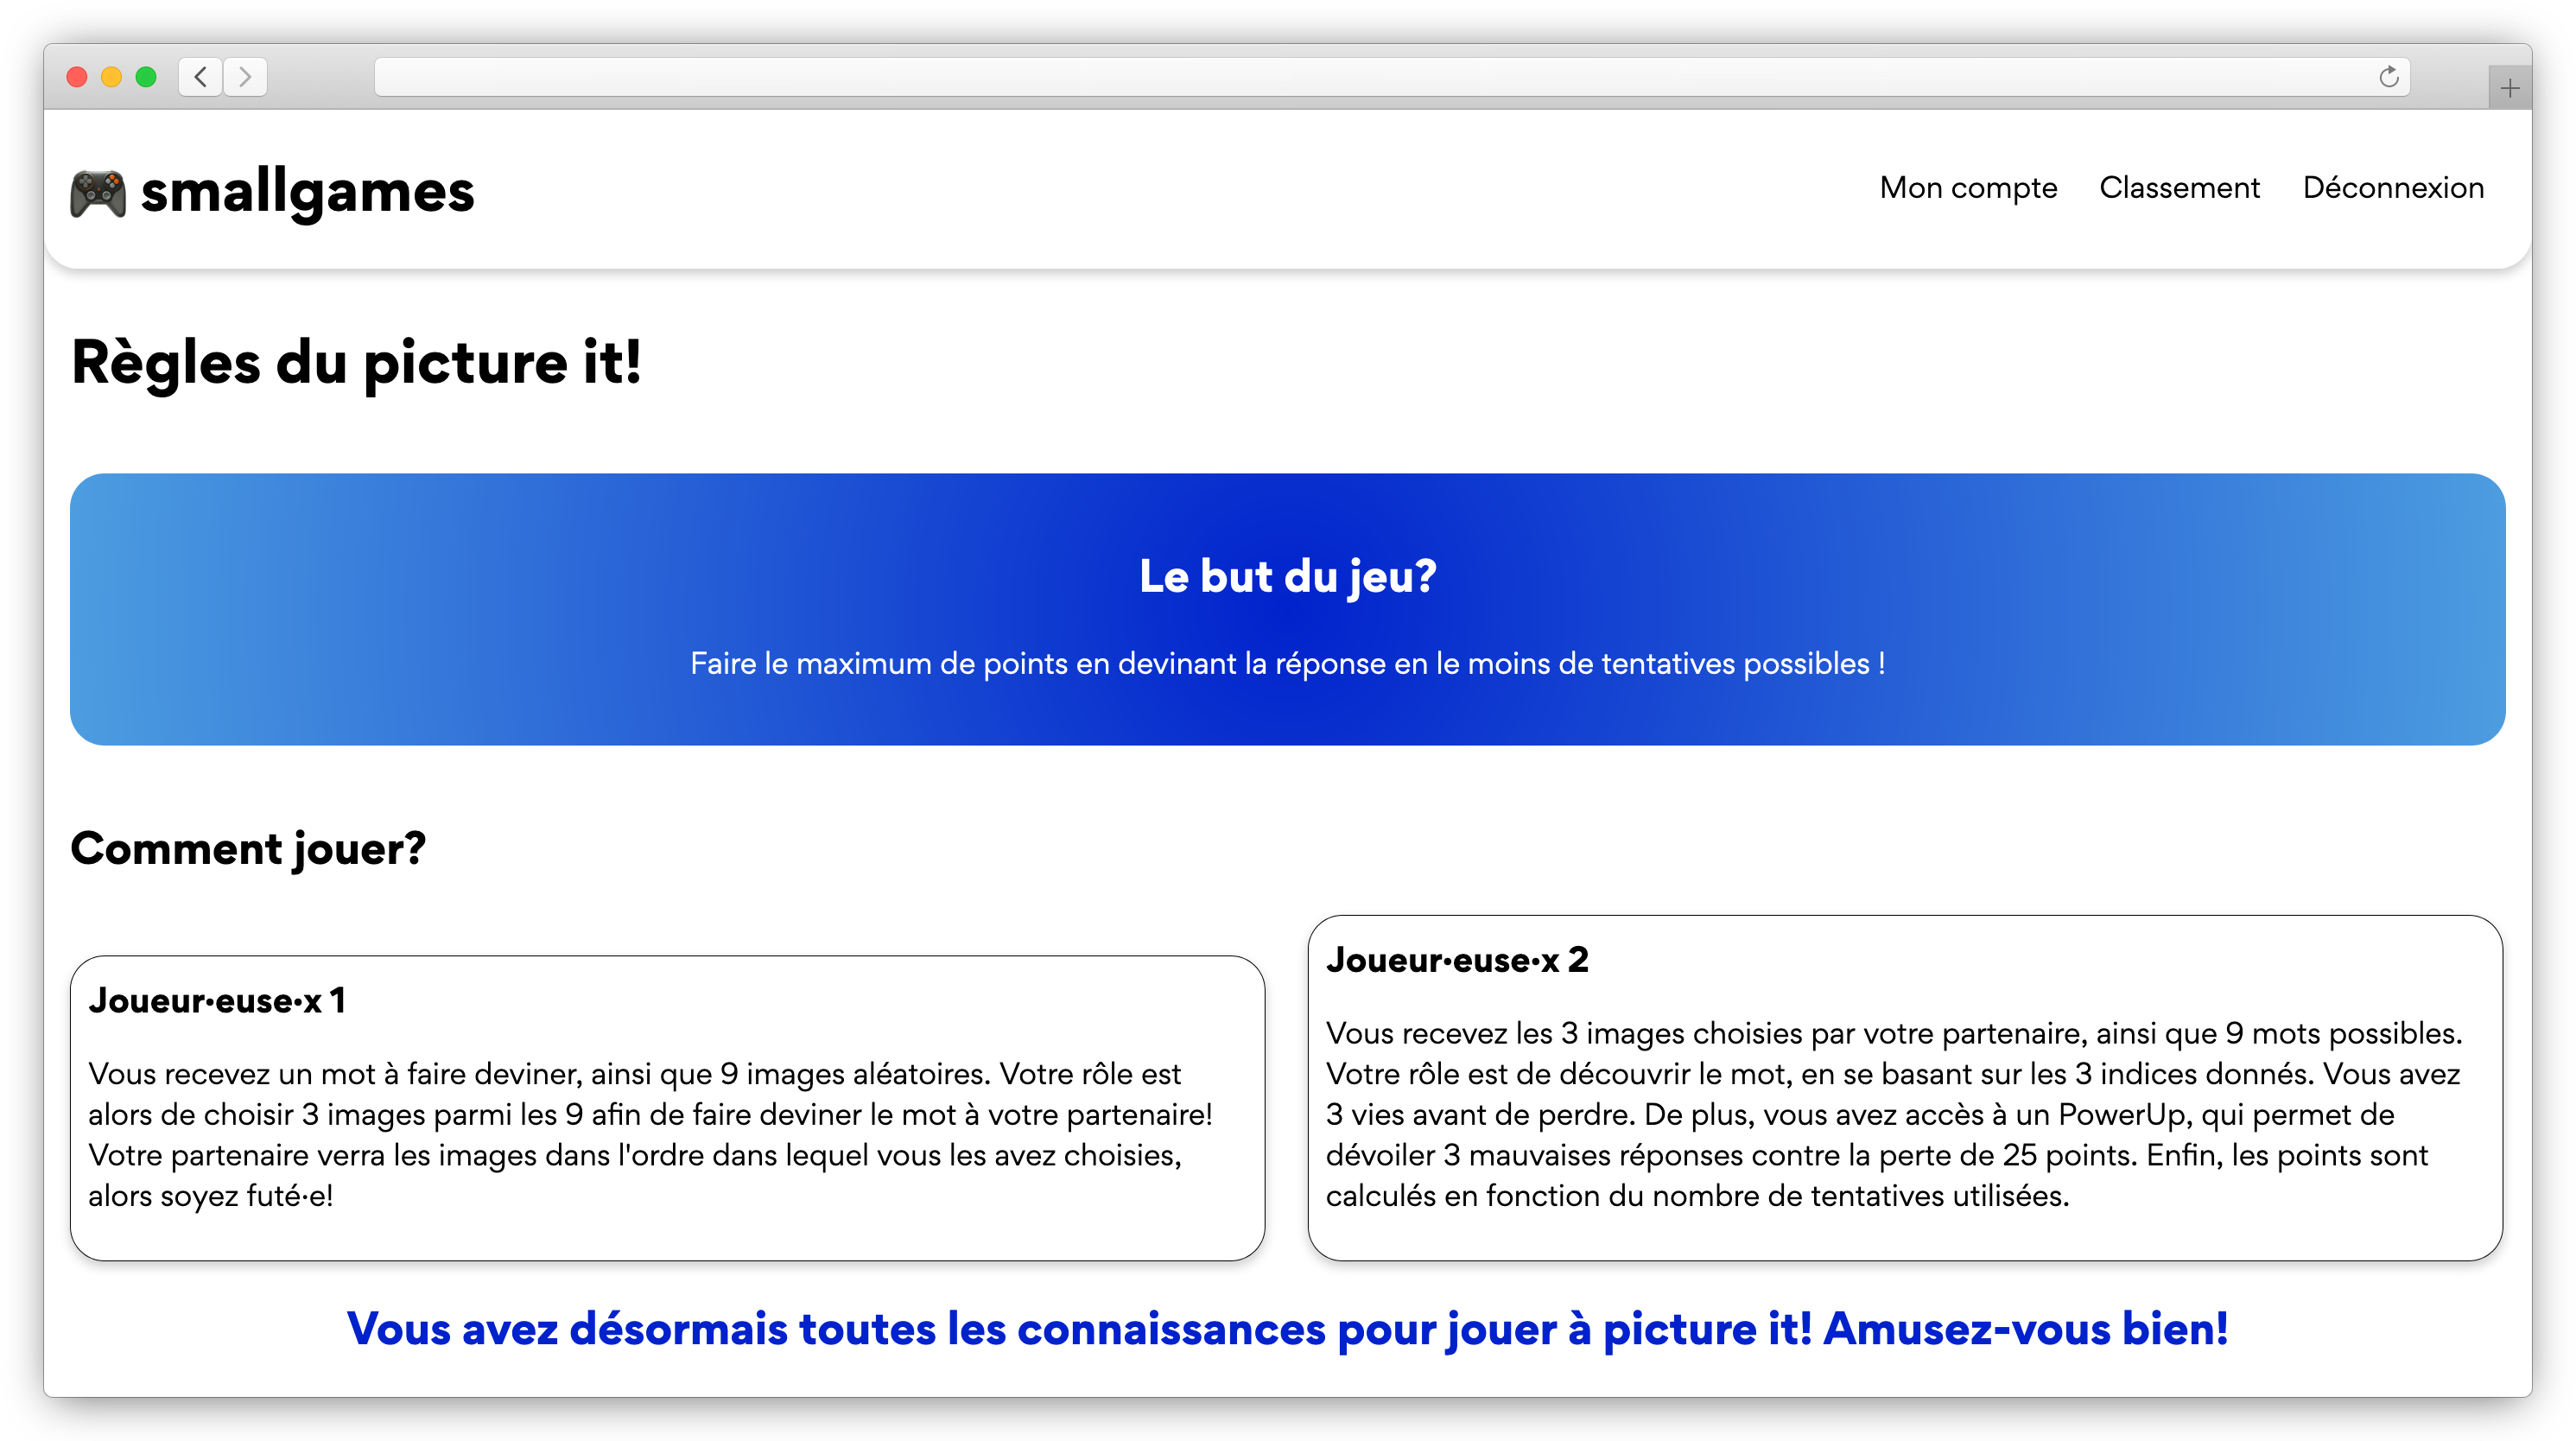 smallgames
Mon compte
Classement
Déconnexion
Règles du picture it!
Le but du jeu?
Faire le maximum de points en devinant la réponse en le moins de tentatives possibles !
Comment jouer?
Joueur·euse·x 1
Vous recevez un mot à faire deviner, ainsi que 9 images aléatoires. Votre rôle est
alors de choisir 3 images parmi les 9 afin de faire deviner le mot à votre partenaire!
Votre partenaire verra les images dans l'ordre dans lequel vous les avez choisies,
alors soyez futé·e!
Joueur·euse·x 2
Vous recevez les 3 images choisies par votre partenaire, ainsi que 9 mots possibles.
Votre rôle est de découvrir le mot, en se basant sur les 3 indices donnés. Vous avez
3 vies avant de perdre. De plus, vous avez accès à un PowerUp, qui permet de
dévoiler 3 mauvaises réponses contre la perte de 25 points. Enfin, les points sont
calculés en fonction du nombre de tentatives utilisées.
Vous avez désormais toutes les connaissances pour jouer à picture it! Amusez-vous bien!